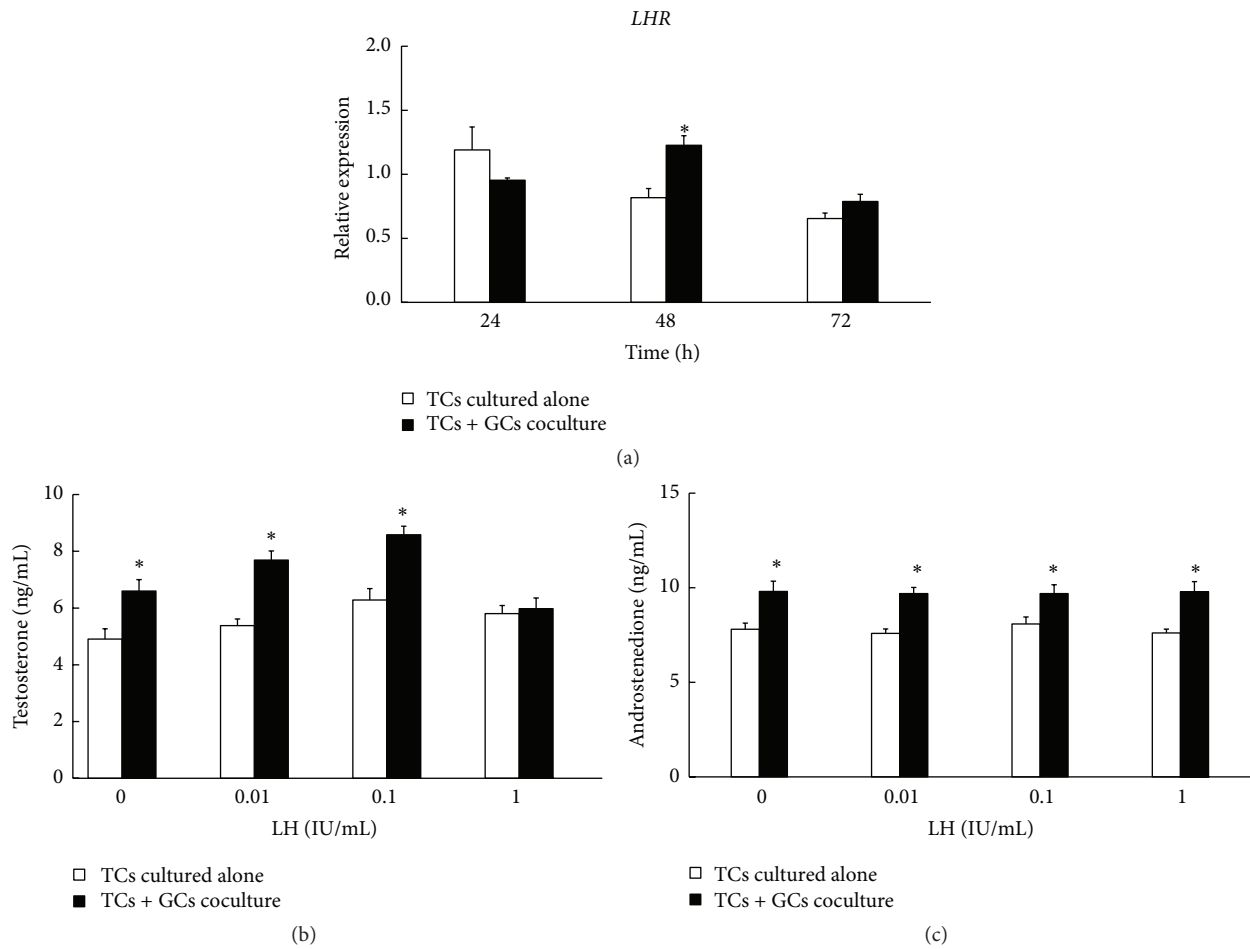 LHR
2.0
1.5
1.0
0.5
0.0
Relative expression
*
24 48 72
Time (h)
TCs cultured alone
TCs + GCs coculture
(a)
10
8
6
4
2
0
Testosterone (ng/mL)
* * *
0 0.01 0.1 1
LH (IU/mL)
TCs cultured alone
TCs + GCs coculture
(b)
15
10
5
0
Androstenedione (ng/mL)
* * * *
0 0.01 0.1 1
LH (IU/mL)
TCs cultured alone
TCs + GCs coculture
(c)